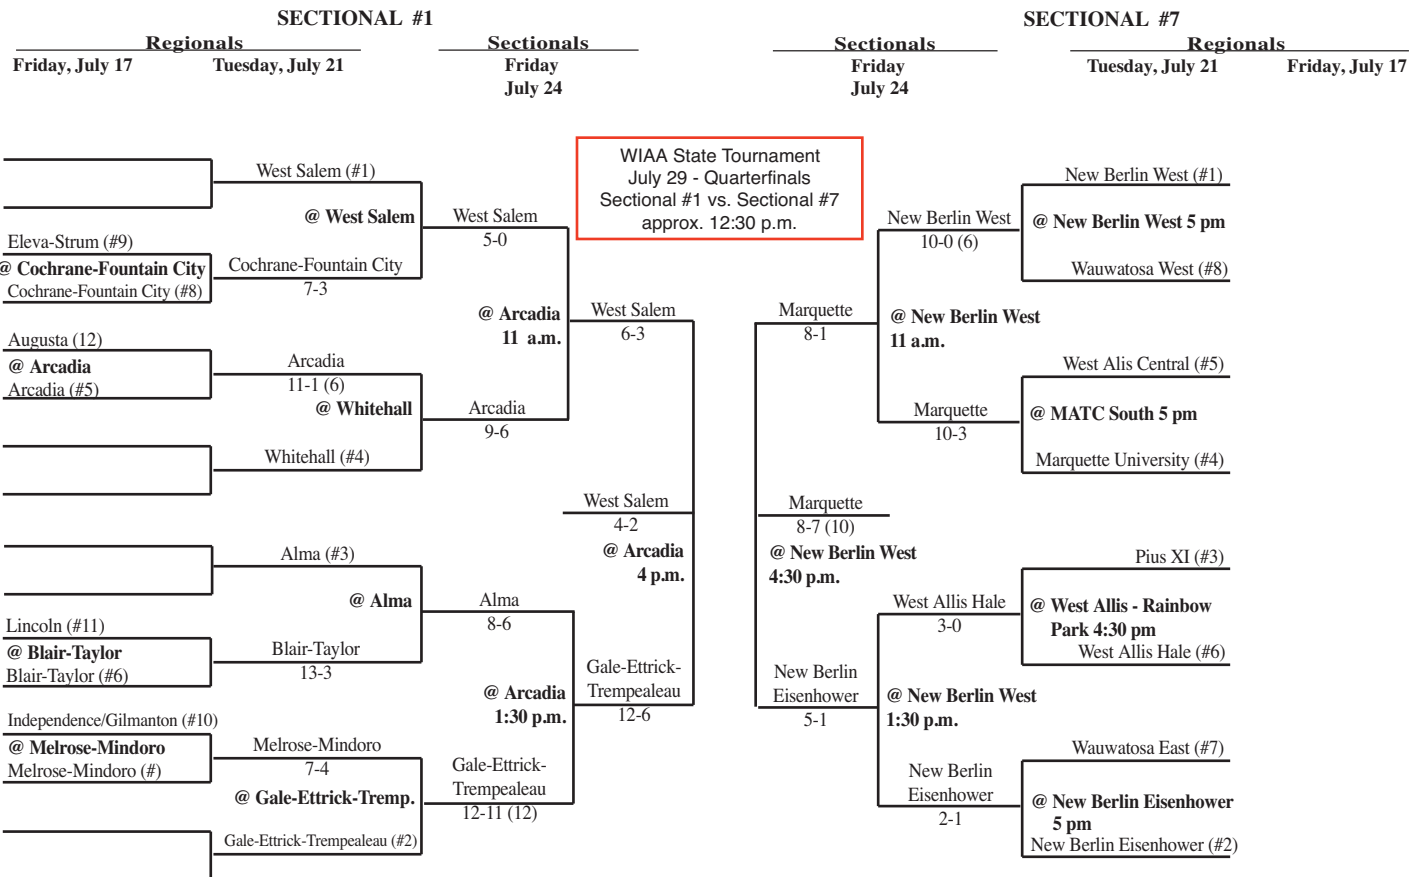 SECTIONAL #1
Regionals
Sectionals
Friday, July 17
Tuesday, July 21
Friday
July 24
West Salem (#1)
@ West Salem
Eleva-Strum (#9)
@ Cochrane-Fountain City
Cochrane-Fountain City (#8)
Cochrane-Fountain City
7-3
West Salem
5-0
Augusta (12)
@ Arcadia
Arcadia (#5)
Arcadia
11-1 (6)
@ Whitehall
Whitehall (#4)
Arcadia
9-6
@ Arcadia
11 a.m.
West Salem
6-3
West Salem
4-2
@ Arcadia
4 p.m.
Alma (#3)
@ Alma
Lincoln (#11)
@ Blair-Taylor
Blair-Taylor (#6)
Blair-Taylor
13-3
Alma
8-6
@ Arcadia
1:30 p.m.
Gale-Ettrick-
Trempealeau
12-6
Independence/Gilmanton (#10)
@ Melrose-Mindoro
Melrose-Mindoro (#)
Melrose-Mindoro
7-4
@ Gale-Ettrick-Tremp.
Gale-Ettrick-Trempealeau (#2)
Gale-Ettrick-
Trempealeau
12-11 (12)
WIAA State Tournament
July 29 - Quarterfinals
Sectional #1 vs. Sectional #7
approx. 12:30 p.m.
SECTIONAL #7
Sectionals
Regionals
Friday
July 24
Tuesday, July 21
Friday, July 17
New Berlin West (#1)
@ New Berlin West 5 pm
Wauwatosa West (#8)
New Berlin West
10-0 (6)
Marquette
8-1
@ New Berlin West
11 a.m.
West Alis Central (#5)
@ MATC South 5 pm
Marquette University (#4)
Marquette
10-3
Marquette
8-7 (10)
@ New Berlin West
4:30 p.m.
Pius XI (#3)
@ West Allis - Rainbow
Park 4:30 pm
West Allis Hale (#6)
West Allis Hale
3-0
New Berlin
Eisenhower
5-1
@ New Berlin West
1:30 p.m.
Wauwatosa East (#7)
@ New Berlin Eisenhower
5 pm
New Berlin Eisenhower (#2)
New Berlin
Eisenhower
2-1